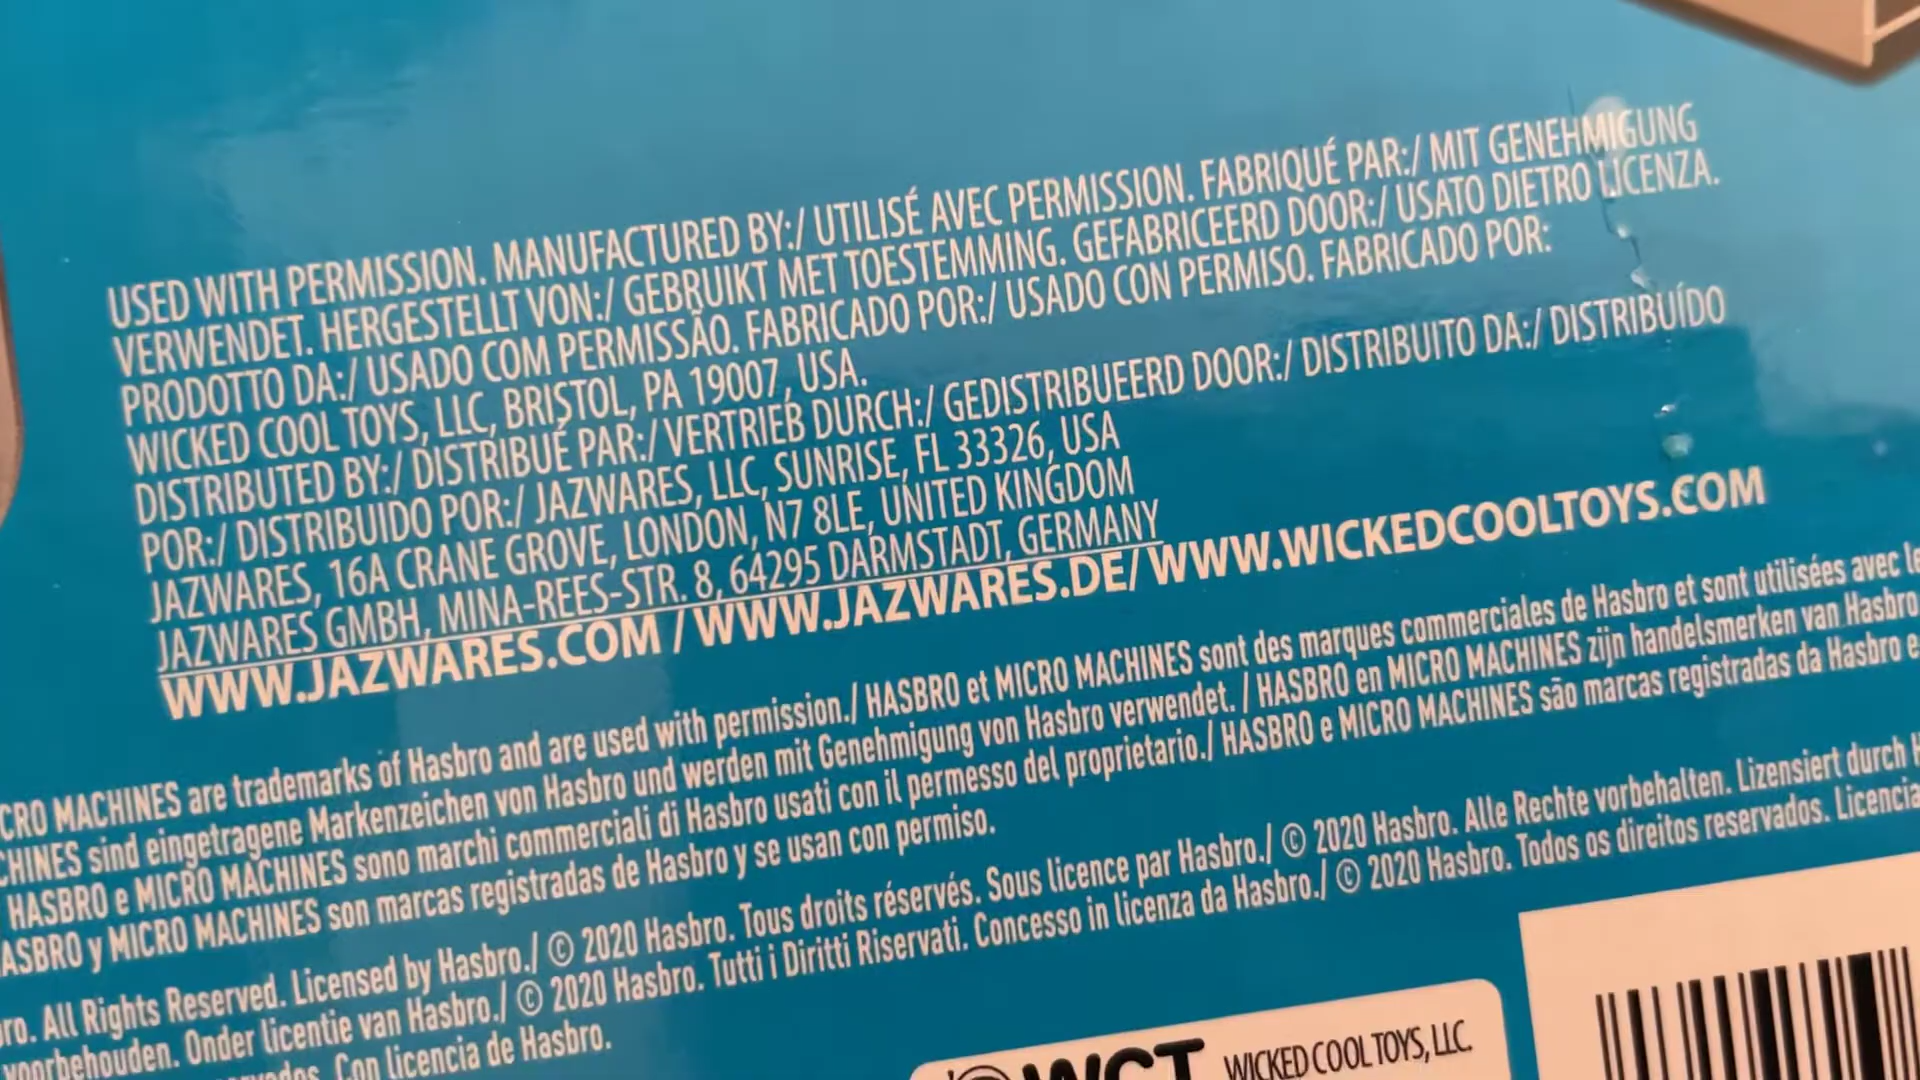 USED WITH PERMISSION. MANUFACTURED BY:/ UTILISÉ AVEC PERMISSION. FABRIQUÉ PAR:/ MIT GENEHMIGUNG
VERWENDET. HERGESTELLT VON:/ GEBRUIKT MET TOESTEMMING. GEFABRICEERD DOOR:/ USATO DIETRO LICENZA.
PRODOTTO DA:/ USADO COM PERMISSÃO. FABRICADO POR:/ USADO CON PERMISO. FABRICADO POR:
WICKED COOL TOYS, LLC, BRISTOL, PA 19007, USA.
DISTRIBUTED BY:/ DISTRIBUÉ PAR:/ VERTRIEB DURCH:/ GEDISTRIBUEERD DOOR:/ DISTRIBUITO DA:/ DISTRIBUÍDO
POR:/ DISTRIBUIDO POR:/ JAZWARES, LLC, SUNRISE, FL 33326, USA
JAZWARES, 16A CRANE GROVE, LONDON, N7 8LE, UNITED KINGDOM
JAZWARES GMBH, MINA-REES-STR. 8, 64295 DARMSTADT, GERMANY
WWW.JAZWARES.COM / WWW.JAZWARES.DE/ WWW.WICKEDCOOLTOYS.COM
CRO MACHINES are trademarks of Hasbro and are used with permission./ HASBRO et MICRO MACHINES sont des marques commerciales de Hasbro et sont utilisées avec le
CHINES sind eingetragene Markenzeichen von Hasbro und werden mit Genehmigung von Hasbro verwendet. / HASBRO en MICRO MACHINES zijn handelsmerken van Hasbro
HASBRO e MICRO MACHINES sono marchi commerciali di Hasbro usati con il permesso del proprietario./ HASBRO e MICRO MACHINES são marcas registradas da Hasbro e
ASBRO y MICRO MACHINES son marcas registradas de Hasbro y se usan con permiso.
ro. All Rights Reserved. Licensed by Hasbro./ © 2020 Hasbro. Tous droits réservés. Sous licence par Hasbro./ © 2020 Hasbro. Alle Rechte vorbehalten. Lizensiert durch H
voorbehouden. Onder licentie van Hasbro./ © 2020 Hasbro. Tutti i Diritti Riservati. Concesso in licenza da Hasbro./ © 2020 Hasbro. Todos os direitos reservados. Licencia
Con licencia de Hasbro.
WCT WICKED COOL TOYS, LLC.